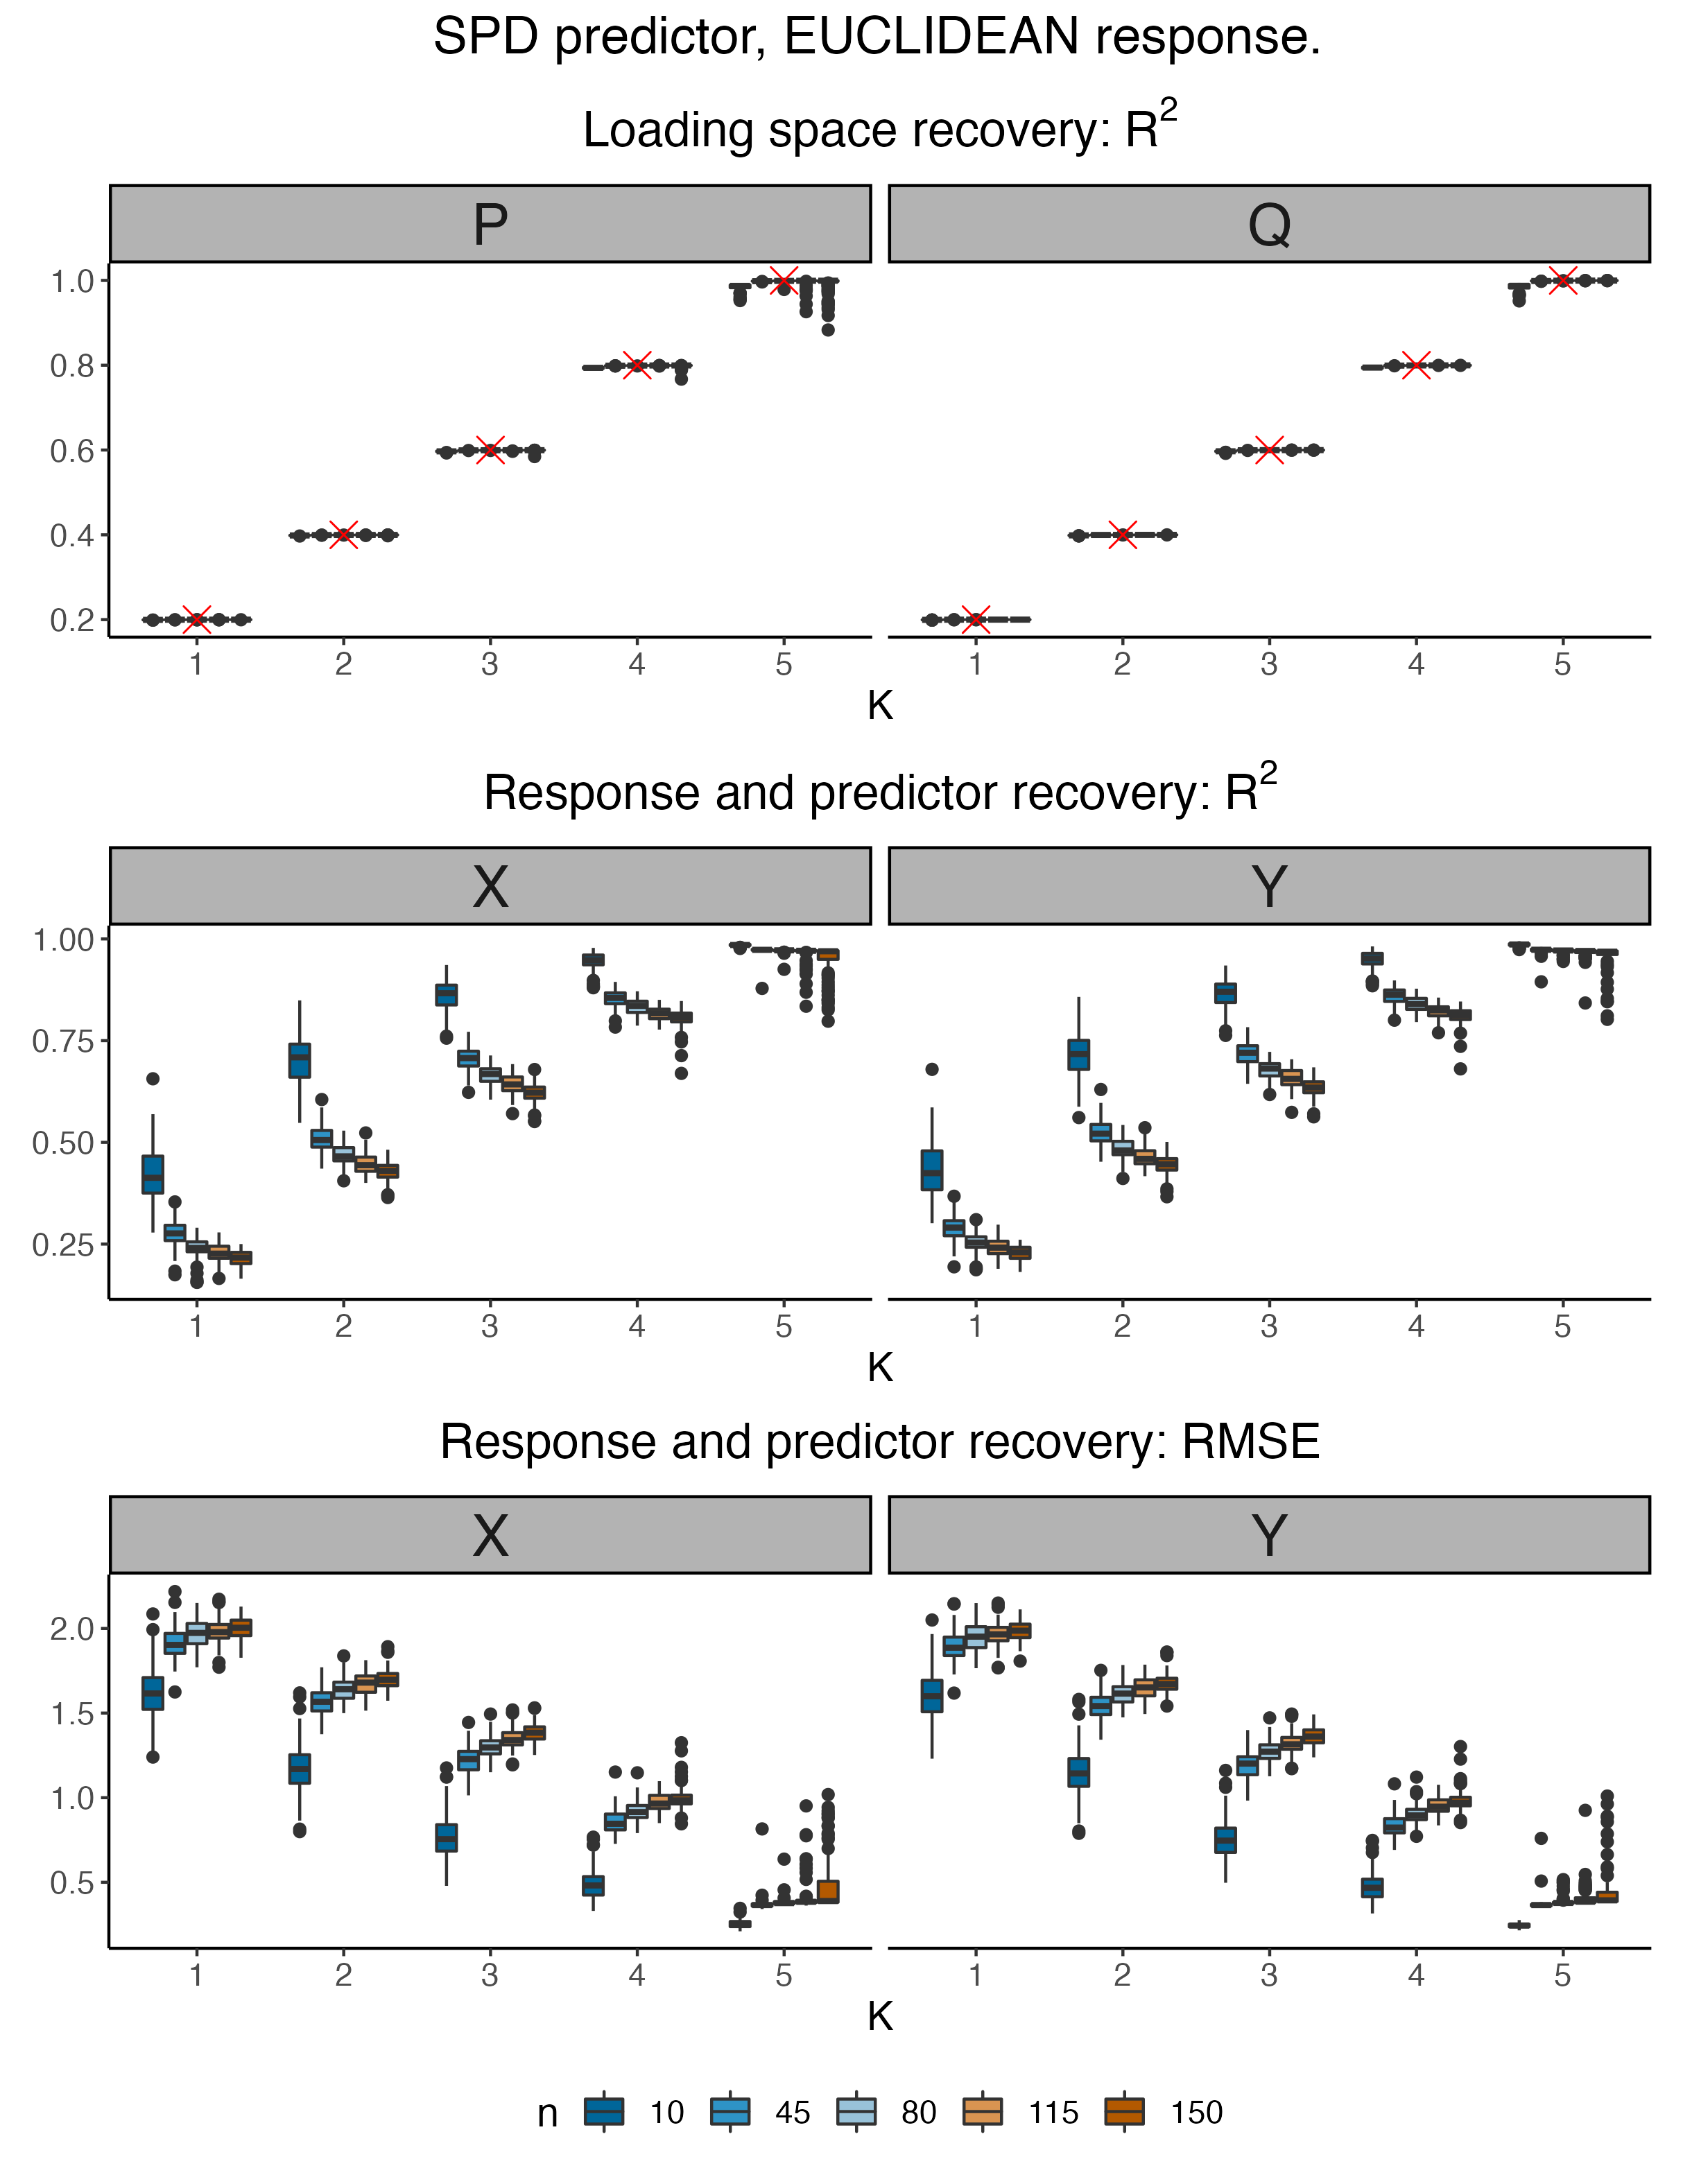 SPD predictor, EUCLIDEAN response.
Loading space recovery: R²
P Q
1.0
0.8
0.6
0.4
0.2
1 2 3 4 5 1 2 3 4 5
K
Response and predictor recovery: R²
X Y
1.00
0.75
0.50
0.25
1 2 3 4 5 1 2 3 4 5
K
Response and predictor recovery: RMSE
X Y
2.0
1.5
1.0
0.5
1 2 3 4 5 1 2 3 4 5
K
n 10 45 80 115 150